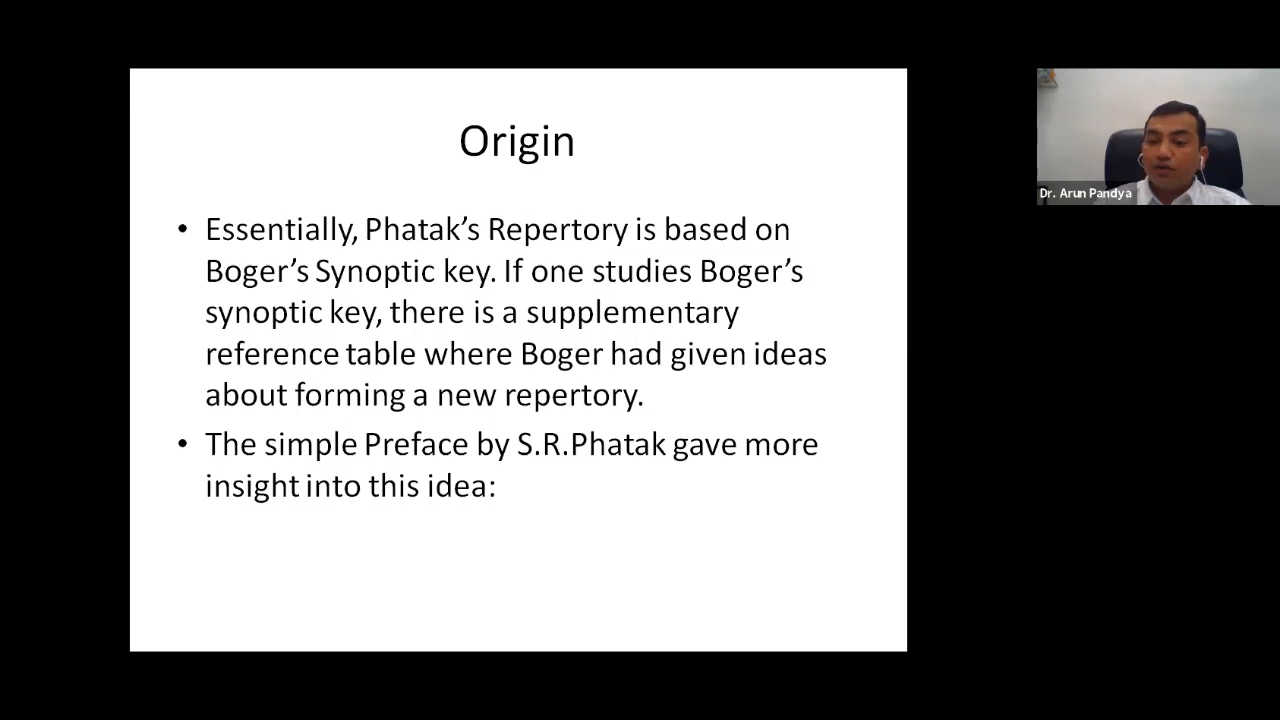 Origin
• Essentially, Phatak’s Repertory is based on
Boger’s Synoptic key. If one studies Boger’s
synoptic key, there is a supplementary
reference table where Boger had given ideas
about forming a new repertory.
• The simple Preface by S.R.Phatak gave more
insight into this idea:
Dr. Arun Pandya